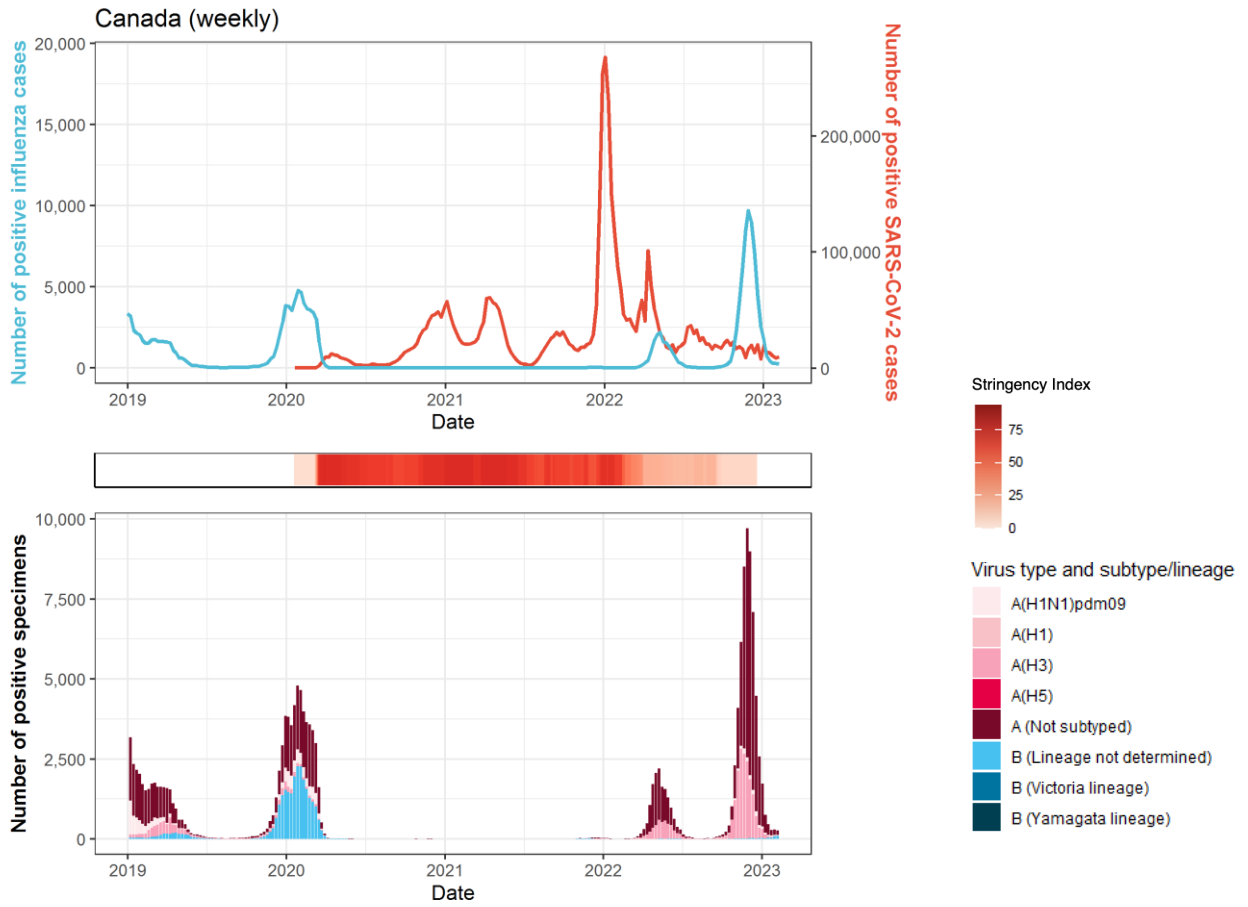 Canada (weekly)
Number of positive influenza cases
20,000
15,000
10,000
5,000
0
200,000
100,000
0
Number of positive SARS-CoV-2 cases
2019
2020
2021
2022
2023
Date
Stringency Index
75
50
25
0
Number of positive specimens
10,000
7,500
5,000
2,500
0
2019
2020
2021
2022
2023
Date
Virus type and subtype/lineage
A(H1N1)pdm09
A(H1)
A(H3)
A(H5)
A (Not subtyped)
B (Lineage not determined)
B (Victoria lineage)
B (Yamagata lineage)